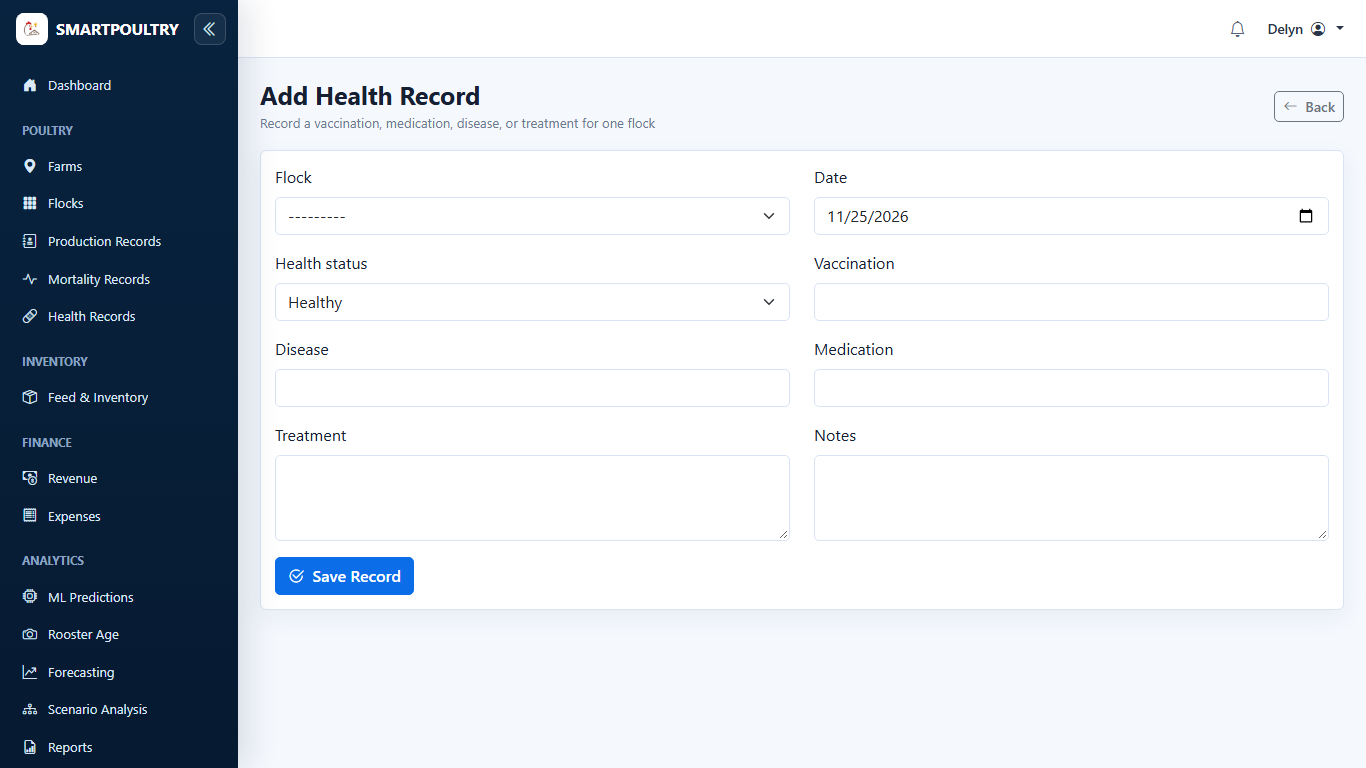 SMARTPOULTRY
Delyn
Dashboard
POULTRY
Farms
Flocks
Production Records
Mortality Records
Health Records
INVENTORY
Feed & Inventory
FINANCE
Revenue
Expenses
ANALYTICS
ML Predictions
Rooster Age
Forecasting
Scenario Analysis
Reports
Add Health Record
Record a vaccination, medication, disease, or treatment for one flock
Back
Flock
---------
Date
11/25/2026
Health status
Healthy
Vaccination
Disease
Medication
Treatment
Notes
Save Record